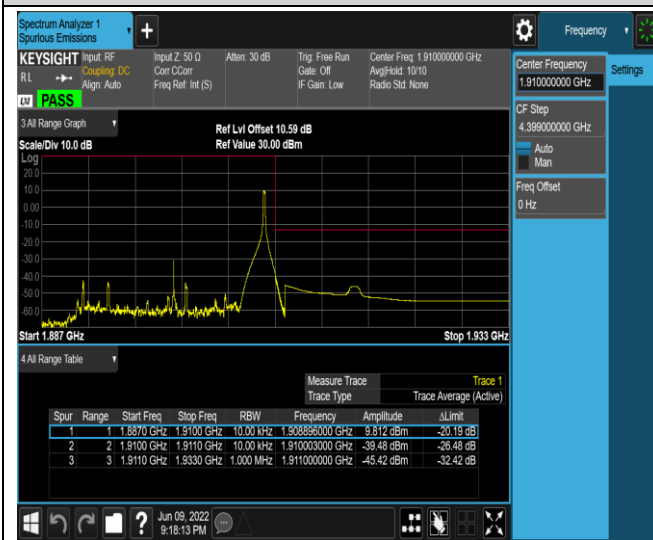 Spectrum Analyzer 1
Spurious Emissions
Frequency
KEYSIGHT
Input: RF
Input Z: 50 Ω
Atten: 30 dB
Trig: Free Run
Center Freq: 1.910000000 GHz
RL
Coupling: DC
Corr CCorr
Gate: Off
Avg|Hold: 10/10
Align: Auto
Freq Ref: Int (S)
IF Gain: Low
Radio Std: None
LXI
PASS
Center Frequency
1.910000000 GHz
Settings
CF Step
4.399000000 GHz
Auto
Man
Freq Offset
0 Hz
3 All Range Graph
Ref Lvl Offset 10.59 dB
Scale/Div 10.0 dB
Ref Value 30.00 dBm
Log
20.0
10.0
0.00
-10.0
-20.0
-30.0
-40.0
-50.0
-60.0
Start 1.887 GHz
Stop 1.933 GHz
4 All Range Table
Measure Trace Trace 1
Trace Type Trace Average (Active)
Spur Range Start Freq Stop Freq RBW Frequency Amplitude ΔLimit
1 1 1.8870 GHz 1.9100 GHz 10.00 kHz 1.908896000 GHz 9.812 dBm -20.19 dB
2 2 1.9100 GHz 1.9110 GHz 10.00 kHz 1.910003000 GHz -39.48 dBm -26.48 dB
3 3 1.9110 GHz 1.9330 GHz 1.000 MHz 1.911000000 GHz -45.42 dBm -32.42 dB
?
Jun 09, 2022
9:18:13 PM